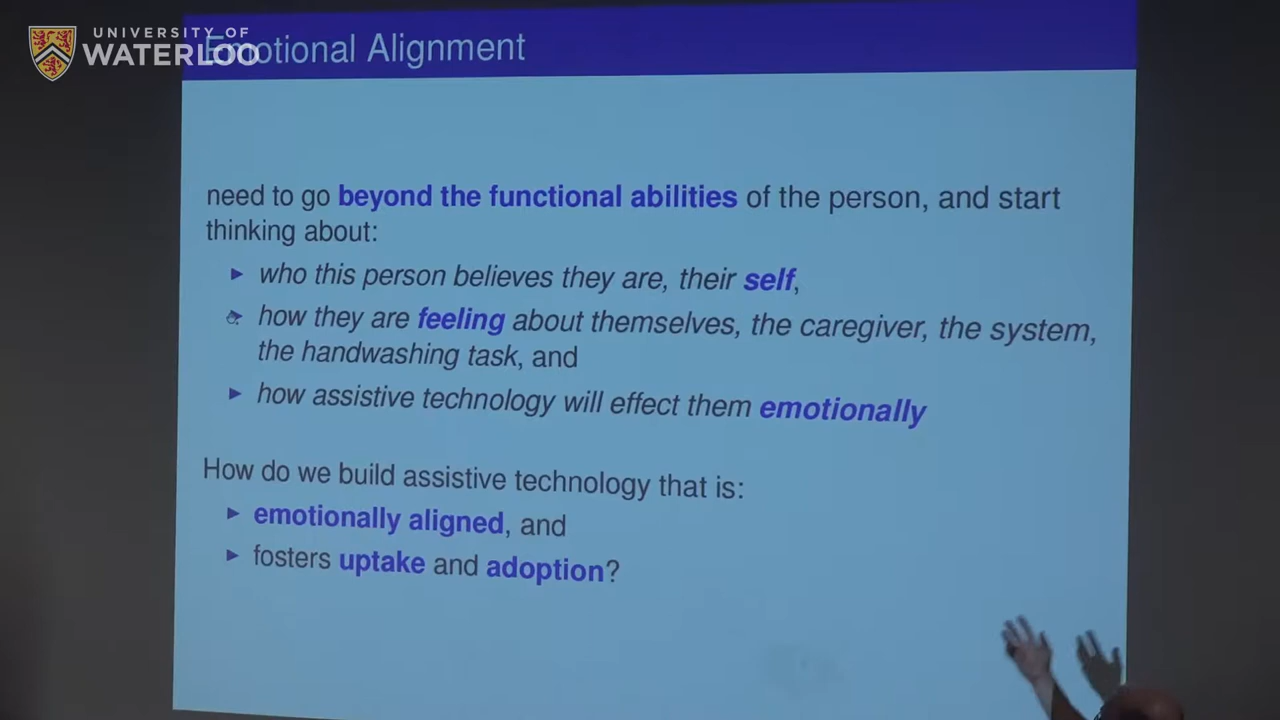 UNIVERSITY OF
WATERLOO
Emotional Alignment
need to go beyond the functional abilities of the person, and start
thinking about:
who this person believes they are, their self,
how they are feeling about themselves, the caregiver, the system,
the handwashing task, and
how assistive technology will effect them emotionally
How do we build assistive technology that is:
emotionally aligned, and
fosters uptake and adoption?